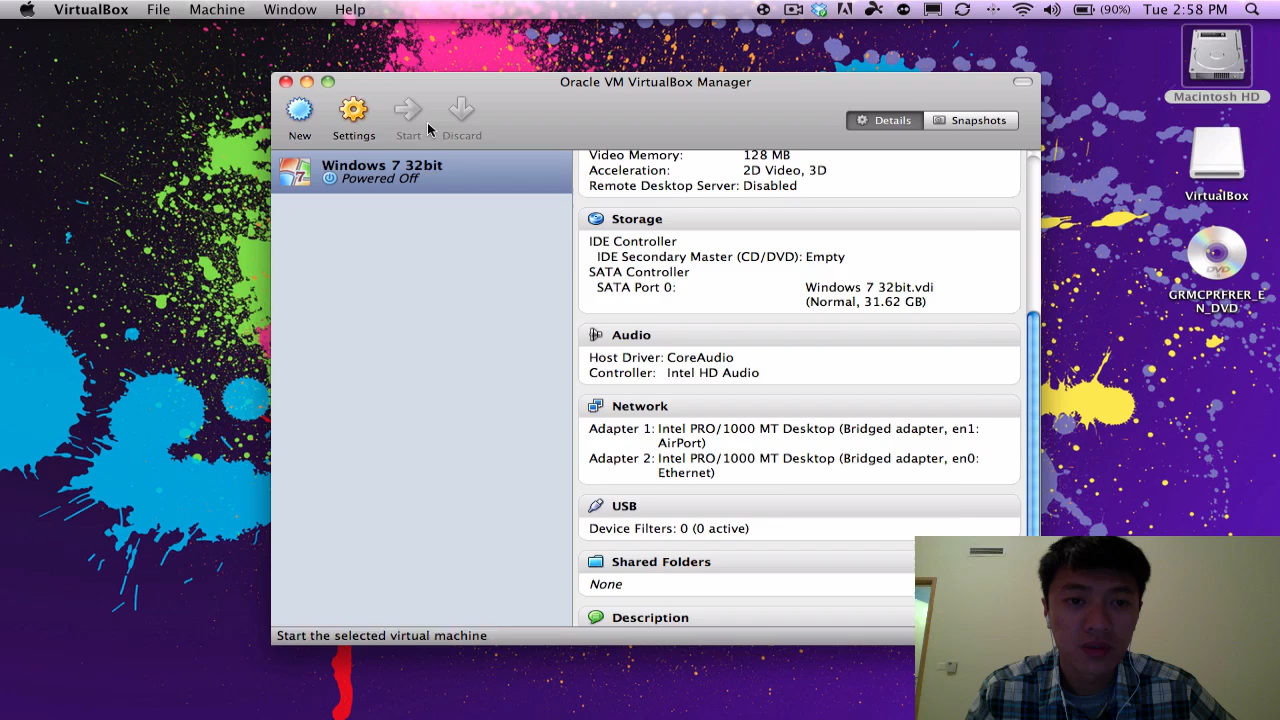 VirtualBox File Machine Window Help (90%) Tue 2:58 PM
Macintosh HD
VirtualBox
GRMCPRFRER_E
N_DVD
Oracle VM VirtualBox Manager
New Settings Start Discard Details Snapshots
Windows 7 32bit
Powered Off
Video Memory: 128 MB
Acceleration: 2D Video, 3D
Remote Desktop Server: Disabled
Storage
IDE Controller
IDE Secondary Master (CD/DVD): Empty
SATA Controller
SATA Port 0: Windows 7 32bit.vdi
(Normal, 31.62 GB)
Audio
Host Driver: CoreAudio
Controller: Intel HD Audio
Network
Adapter 1: Intel PRO/1000 MT Desktop (Bridged adapter, en1:
AirPort)
Adapter 2: Intel PRO/1000 MT Desktop (Bridged adapter, en0:
Ethernet)
USB
Device Filters: 0 (0 active)
Shared Folders
None
Description
Start the selected virtual machine